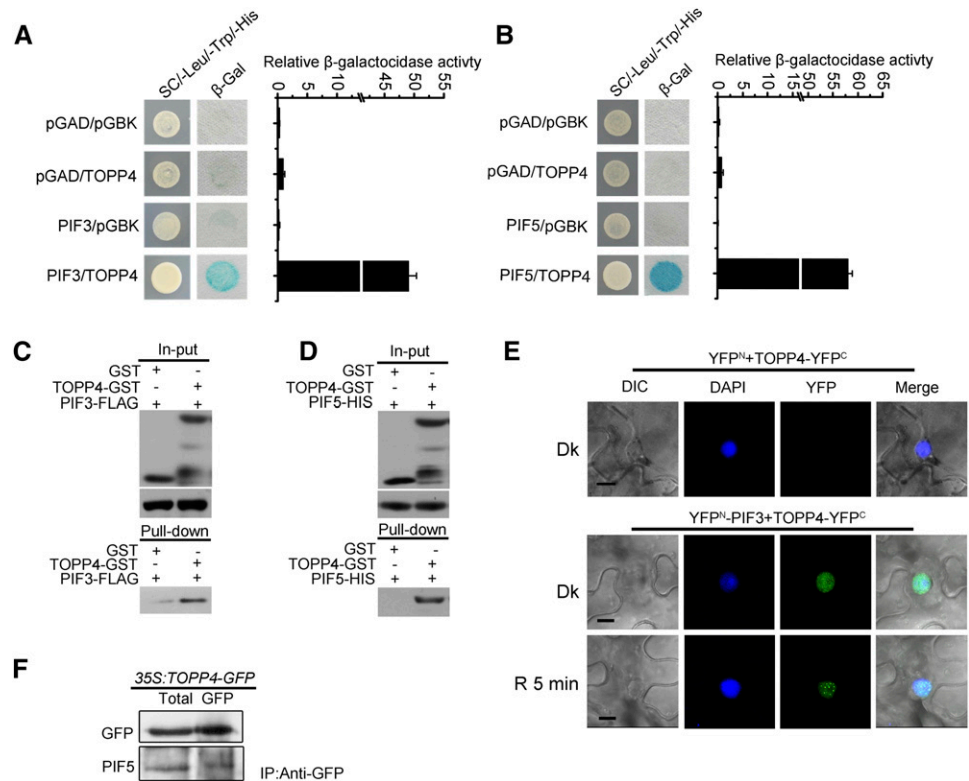 A
SC/-Leu/-Trp/-His
β-Gal
Relative β-galactocidase activty
0 5 10 15 45 50 55
pGAD/pGBK
pGAD/TOPP4
PIF3/pGBK
PIF3/TOPP4
B
SC/-Leu/-Trp/-His
β-Gal
Relative β-galactocidase activty
0 5 10 15 50 55 60 65
pGAD/pGBK
pGAD/TOPP4
PIF5/pGBK
PIF5/TOPP4
C
In-put
GST + -
TOPP4-GST - +
PIF3-FLAG + +
Pull-down
GST + -
TOPP4-GST - +
PIF3-FLAG + +
D
In-put
GST + -
TOPP4-GST - +
PIF5-HIS + +
Pull-down
GST + -
TOPP4-GST - +
PIF5-HIS + +
E
YFPᴺ+TOPP4-YFPᶜ
DIC DAPI YFP Merge
Dk
YFPᴺ-PIF3+TOPP4-YFPᶜ
Dk
R 5 min
F
35S:TOPP4-GFP
Total GFP
GFP
PIF5
IP:Anti-GFP